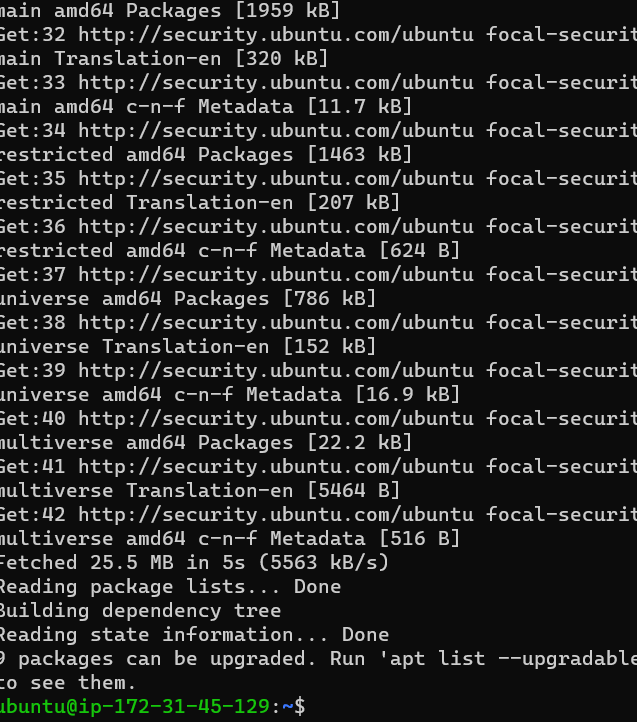 main amd64 Packages [1959 kB]
Get:32 http://security.ubuntu.com/ubuntu focal-securit
main Translation-en [320 kB]
Get:33 http://security.ubuntu.com/ubuntu focal-securit
main amd64 c-n-f Metadata [11.7 kB]
Get:34 http://security.ubuntu.com/ubuntu focal-securit
restricted amd64 Packages [1463 kB]
Get:35 http://security.ubuntu.com/ubuntu focal-securit
restricted Translation-en [207 kB]
Get:36 http://security.ubuntu.com/ubuntu focal-securit
restricted amd64 c-n-f Metadata [624 B]
Get:37 http://security.ubuntu.com/ubuntu focal-securit
universe amd64 Packages [786 kB]
Get:38 http://security.ubuntu.com/ubuntu focal-securit
universe Translation-en [152 kB]
Get:39 http://security.ubuntu.com/ubuntu focal-securit
universe amd64 c-n-f Metadata [16.9 kB]
Get:40 http://security.ubuntu.com/ubuntu focal-securit
multiverse amd64 Packages [22.2 kB]
Get:41 http://security.ubuntu.com/ubuntu focal-securit
multiverse Translation-en [5464 B]
Get:42 http://security.ubuntu.com/ubuntu focal-securit
multiverse amd64 c-n-f Metadata [516 B]
Fetched 25.5 MB in 5s (5563 kB/s)
Reading package lists... Done
Building dependency tree
Reading state information... Done
9 packages can be upgraded. Run 'apt list --upgradable
to see them.
ubuntu@ip-172-31-45-129:~$